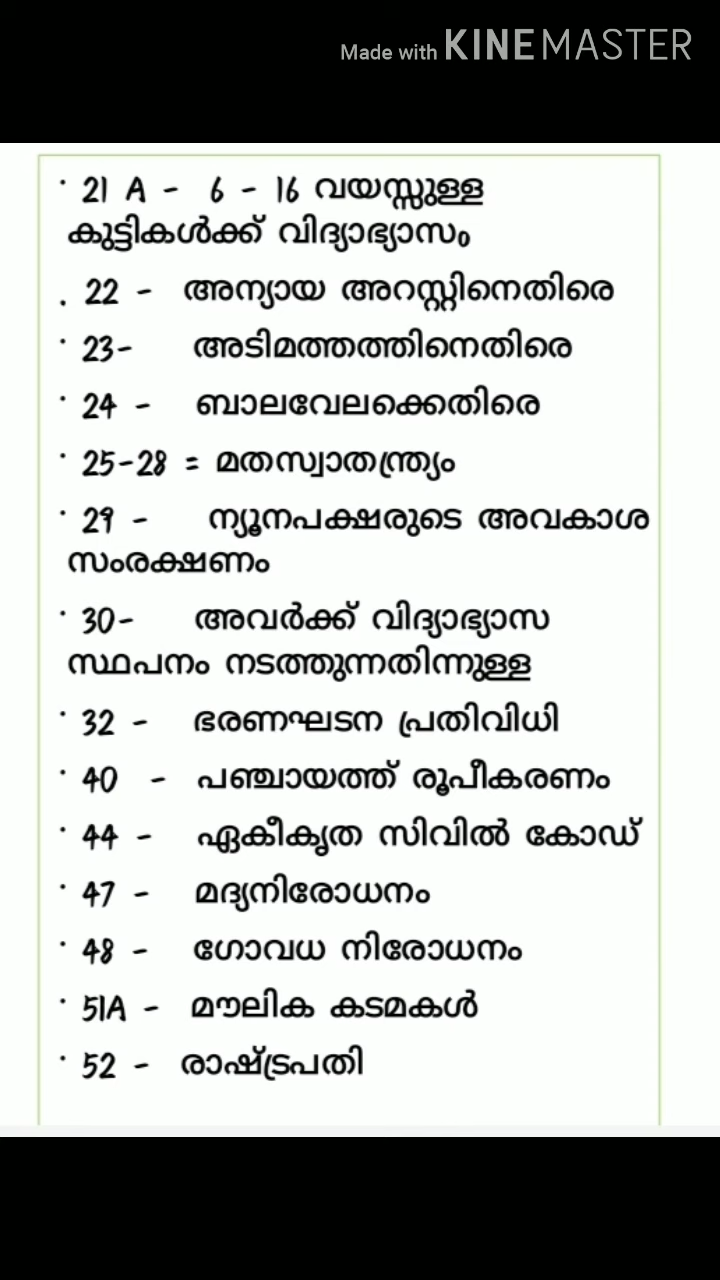 Made with KINEMASTER
· 21 A - 6 - 16 വയസ്സുള്ള
കുട്ടികൾക്ക് വിദ്യാഭ്യാസം
. 22 - അന്യായ അറസ്റ്റിനെതിരെ
· 23- അടിമത്തത്തിനെതിരെ
· 24 - ബാലവേലക്കെതിരെ
· 25-28 = മതസ്വാതന്ത്ര്യം
· 29 - ന്യൂനപക്ഷരുടെ അവകാശ
സംരക്ഷണം
· 30- അവർക്ക് വിദ്യാഭ്യാസ
സ്ഥപനം നടത്തുന്നതിന്നുള്ള
· 32 - ഭരണഘടന പ്രതിവിധി
· 40 - പഞ്ചായത്ത് രൂപീകരണം
· 44 - ഏകീകൃത സിവിൽ കോഡ്
· 47 - മദ്യനിരോധനം
· 48 - ഗോവധ നിരോധനം
· 51A - മൗലിക കടമകൾ
· 52 - രാഷ്ട്രപതി